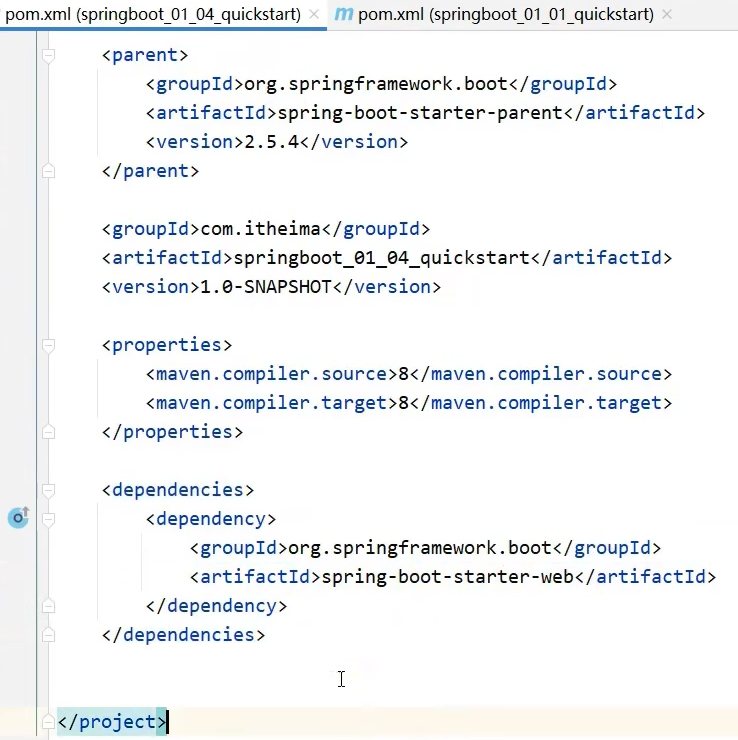 pom.xml (springboot_01_04_quickstart) pom.xml (springboot_01_01_quickstart)
<parent>
<groupId>org.springframework.boot</groupId>
<artifactId>spring-boot-starter-parent</artifactId>
<version>2.5.4</version>
</parent>
<groupId>com.itheima</groupId>
<artifactId>springboot_01_04_quickstart</artifactId>
<version>1.0-SNAPSHOT</version>
<properties>
<maven.compiler.source>8</maven.compiler.source>
<maven.compiler.target>8</maven.compiler.target>
</properties>
<dependencies>
<dependency>
<groupId>org.springframework.boot</groupId>
<artifactId>spring-boot-starter-web</artifactId>
</dependency>
</dependencies>
</project>